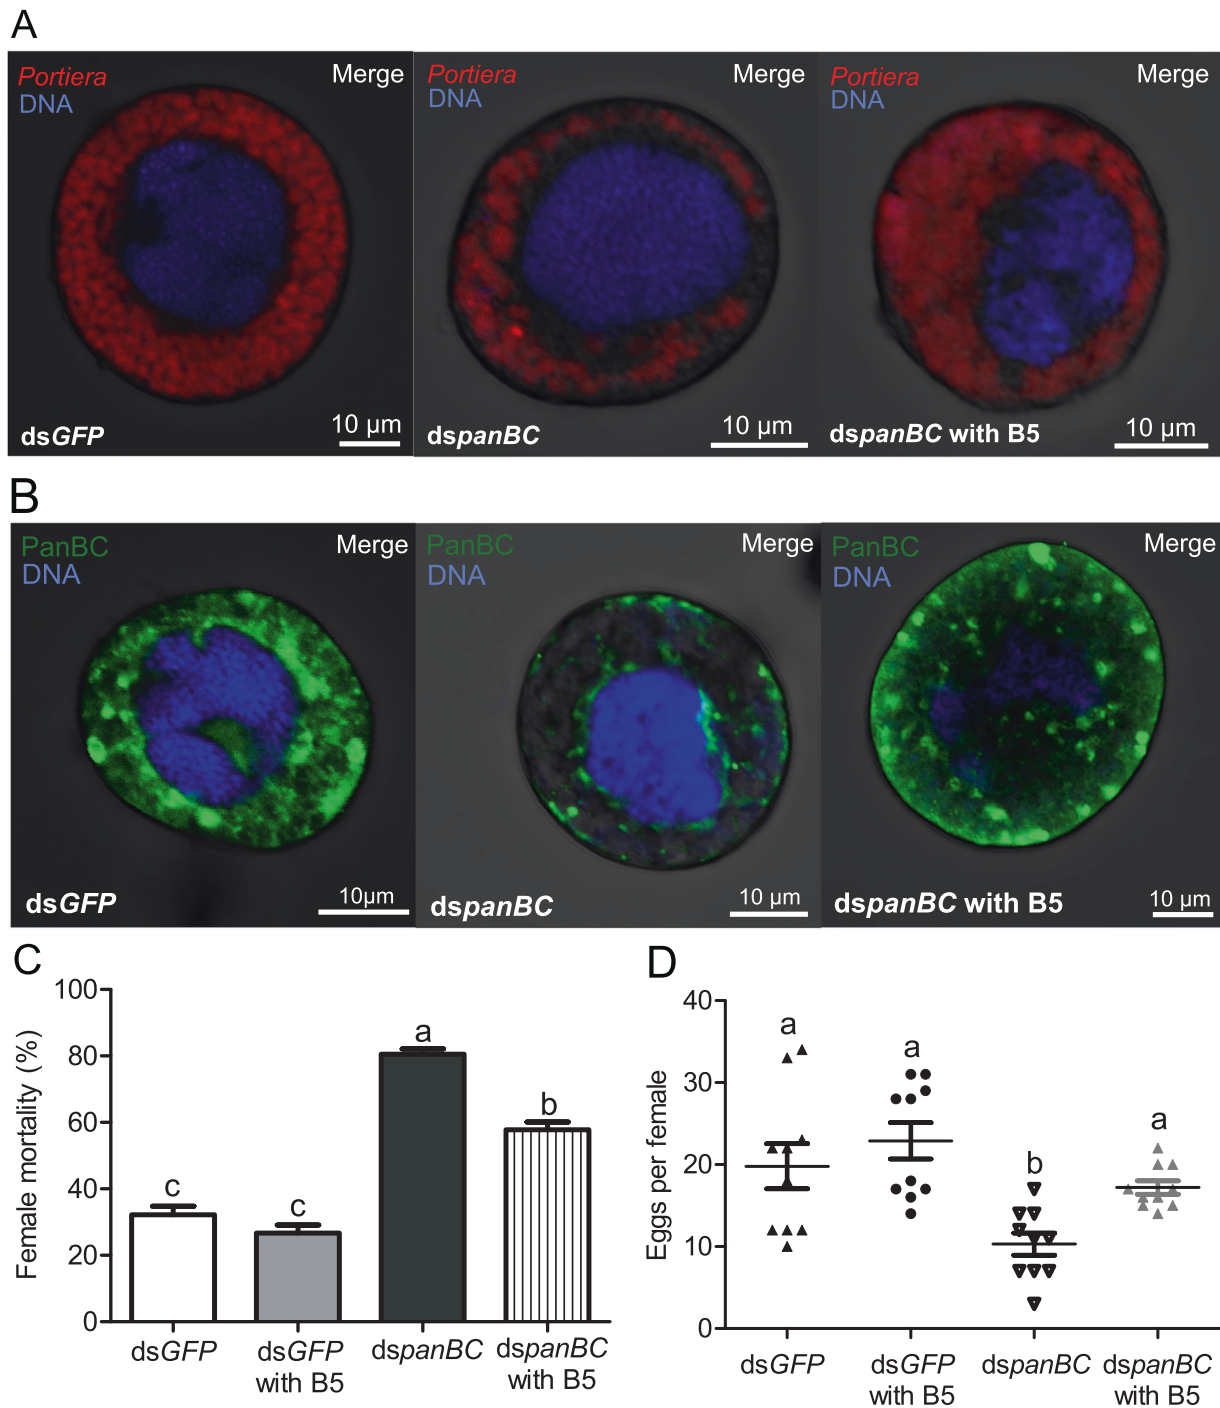 A
Portiera
DNA
Merge
dsGFP
10 µm
Portiera
DNA
Merge
dspanBC
10 µm
Portiera
DNA
Merge
dspanBC with B5
10 µm
B
PanBC
DNA
Merge
dsGFP
10µm
PanBC
DNA
Merge
dspanBC
10 µm
PanBC
DNA
Merge
dspanBC with B5
10 µm
C
Female mortality (%)
100
80
60
40
20
0
c
c
a
b
dsGFP
dsGFP
with B5
dspanBC
dspanBC
with B5
D
Eggs per female
40
30
20
10
0
a
a
b
a
dsGFP
dsGFP
with B5
dspanBC
dspanBC
with B5